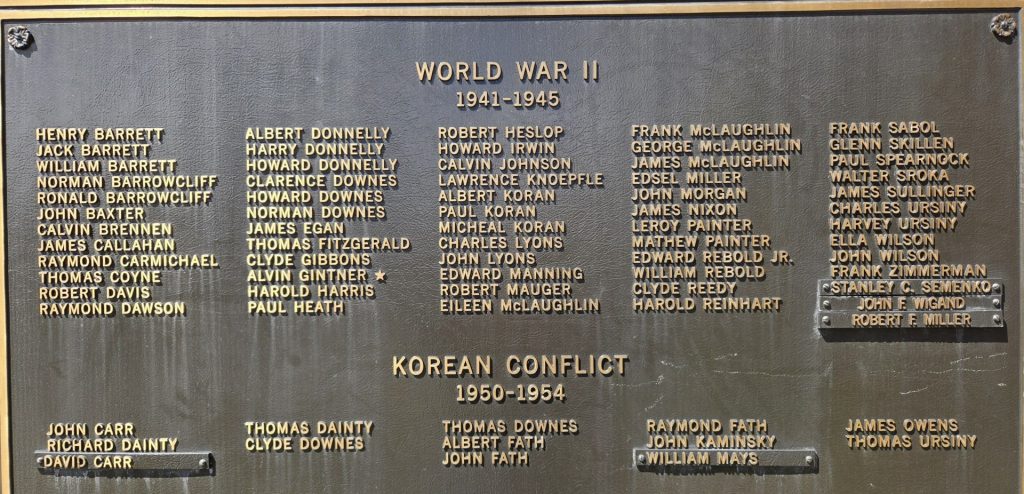 WORLD WAR II
1941-1945
HENRY BARRETT
JACK BARRETT
WILLIAM BARRETT
NORMAN BARROWCLIFF
RONALD BARROWCLIFF
JOHN BAXTER
CALVIN BRENNEN
JAMES CALLAHAN
RAYMOND CARMICHAEL
THOMAS COYNE
ROBERT DAVIS
RAYMOND DAWSON
ALBERT DONNELLY
HARRY DONNELLY
HOWARD DONNELLY
CLARENCE DOWNES
HOWARD DOWNES
NORMAN DOWNES
JAMES EGAN
THOMAS FITZGERALD
CLYDE GIBBONS
ALVIN GINTNER ★
HAROLD HARRIS
PAUL HEATH
ROBERT HESLOP
HOWARD IRWIN
CALVIN JOHNSON
LAWRENCE KNOEPFLE
ALBERT KORAN
PAUL KORAN
MICHEAL KORAN
CHARLES LYONS
JOHN LYONS
EDWARD MANNING
ROBERT MAUGER
EILEEN McLAUGHLIN
FRANK McLAUGHLIN
GEORGE McLAUGHLIN
JAMES McLAUGHLIN
EDSEL MILLER
JOHN MORGAN
JAMES NIXON
LEROY PAINTER
MATHEW PAINTER
EDWARD REBOLD JR.
WILLIAM REBOLD
CLYDE REEDY
HAROLD REINHART
FRANK SABOL
GLENN SKILLEN
PAUL SPEARNOCK
WALTER SROKA
JAMES SULLINGER
CHARLES URSINY
HARVEY URSINY
ELLA WILSON
JOHN WILSON
FRANK ZIMMERMAN
STANLEY C. SEMENKO
JOHN F. WIGAND
ROBERT F. MILLER
KOREAN CONFLICT
1950-1954
JOHN CARR
RICHARD DAINTY
DAVID CARR
THOMAS DAINTY
CLYDE DOWNES
THOMAS DOWNES
ALBERT FATH
JOHN FATH
RAYMOND FATH
JOHN KAMINSKY
WILLIAM MAYS
JAMES OWENS
THOMAS URSINY